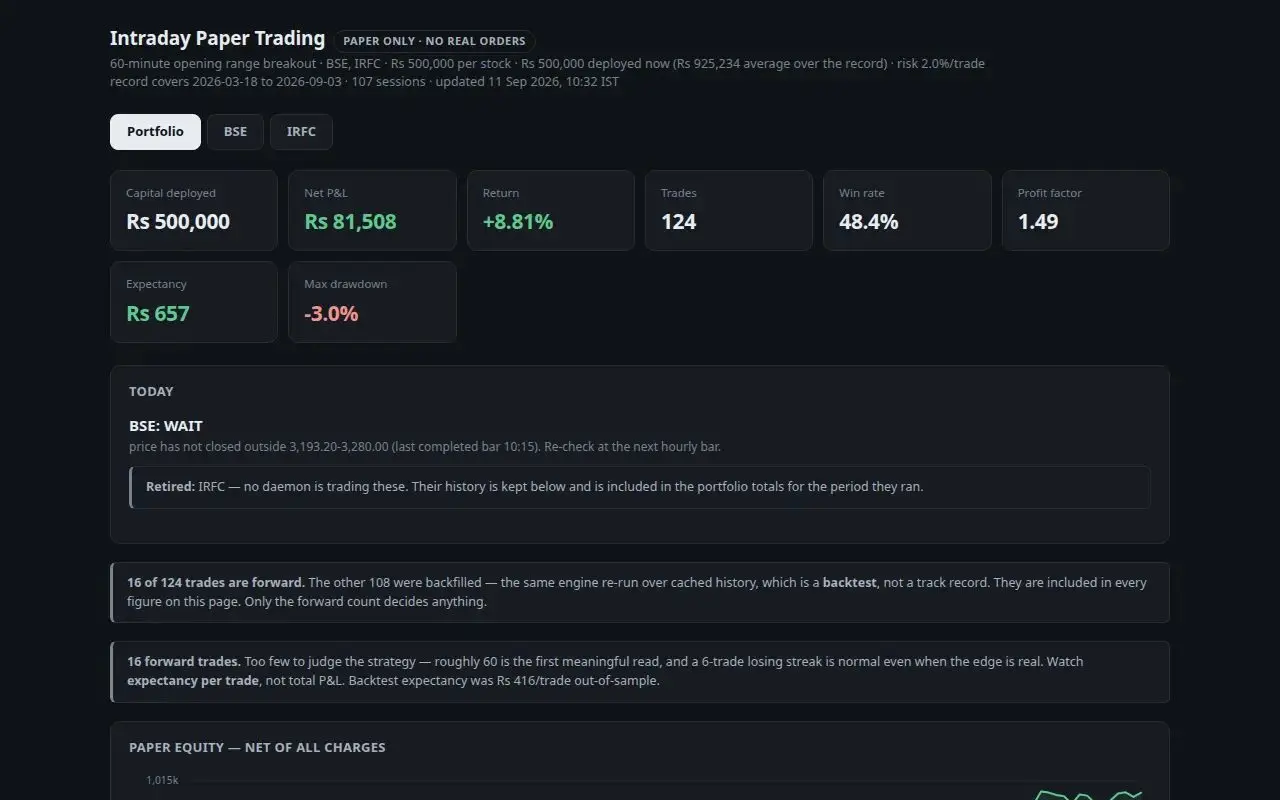 Intraday Paper Trading PAPER ONLY · NO REAL ORDERS
60-minute opening range breakout · BSE, IRFC · Rs 500,000 per stock · Rs 500,000 deployed now (Rs 925,234 average over the record) · risk 2.0%/trade
record covers 2026-03-18 to 2026-09-03 · 107 sessions · updated 11 Sep 2026, 10:32 IST
Portfolio BSE IRFC
Capital deployed
Rs 500,000
Net P&L
Rs 81,508
Return
+8.81%
Trades
124
Win rate
48.4%
Profit factor
1.49
Expectancy
Rs 657
Max drawdown
-3.0%
TODAY
BSE: WAIT
price has not closed outside 3,193.20-3,280.00 (last completed bar 10:15). Re-check at the next hourly bar.
Retired: IRFC — no daemon is trading these. Their history is kept below and is included in the portfolio totals for the period they ran.
16 of 124 trades are forward. The other 108 were backfilled — the same engine re-run over cached history, which is a backtest, not a track record. They are included in every
figure on this page. Only the forward count decides anything.
16 forward trades. Too few to judge the strategy — roughly 60 is the first meaningful read, and a 6-trade losing streak is normal even when the edge is real. Watch
expectancy per trade, not total P&L. Backtest expectancy was Rs 416/trade out-of-sample.
PAPER EQUITY — NET OF ALL CHARGES
1,015k